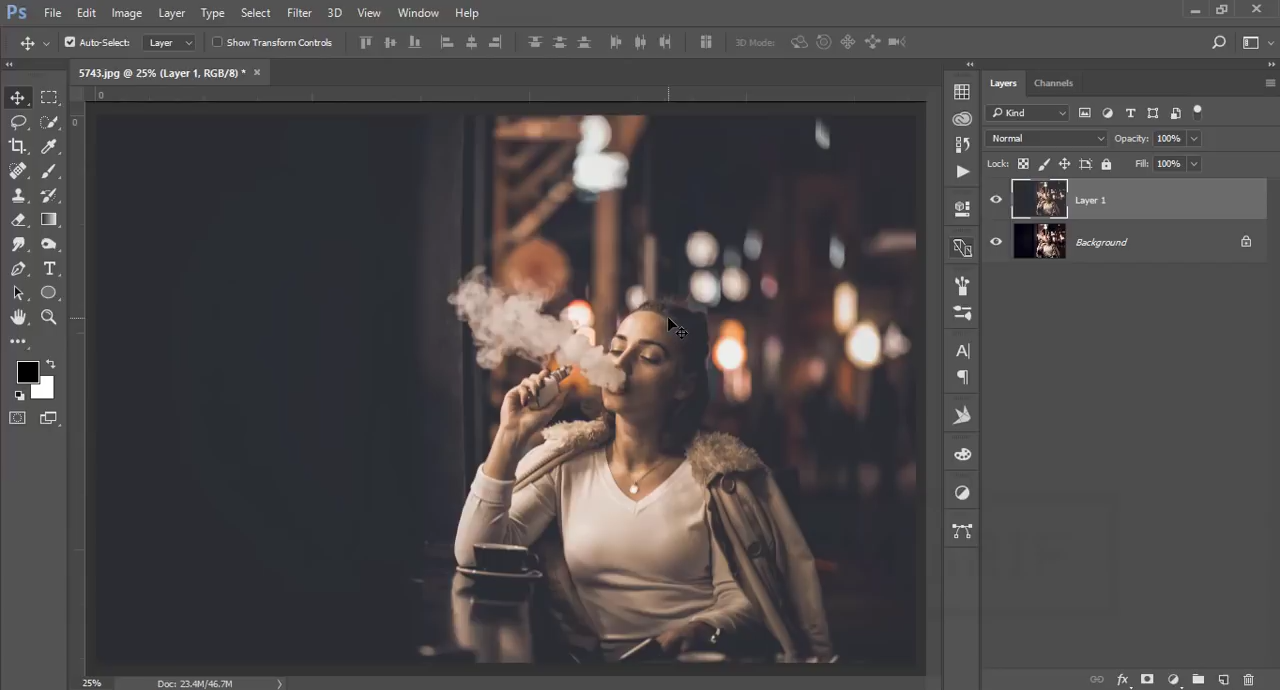 Ps File Edit Image Layer Type Select Filter 3D View Window Help
Auto-Select: Layer Show Transform Controls 3D Mode:
5743.jpg @ 25% (Layer 1, RGB/8) * ×
0
0
Layers Channels
Kind
Normal Opacity: 100%
Lock: Fill: 100%
Layer 1
Background
25% Doc: 23.4M/46.7M